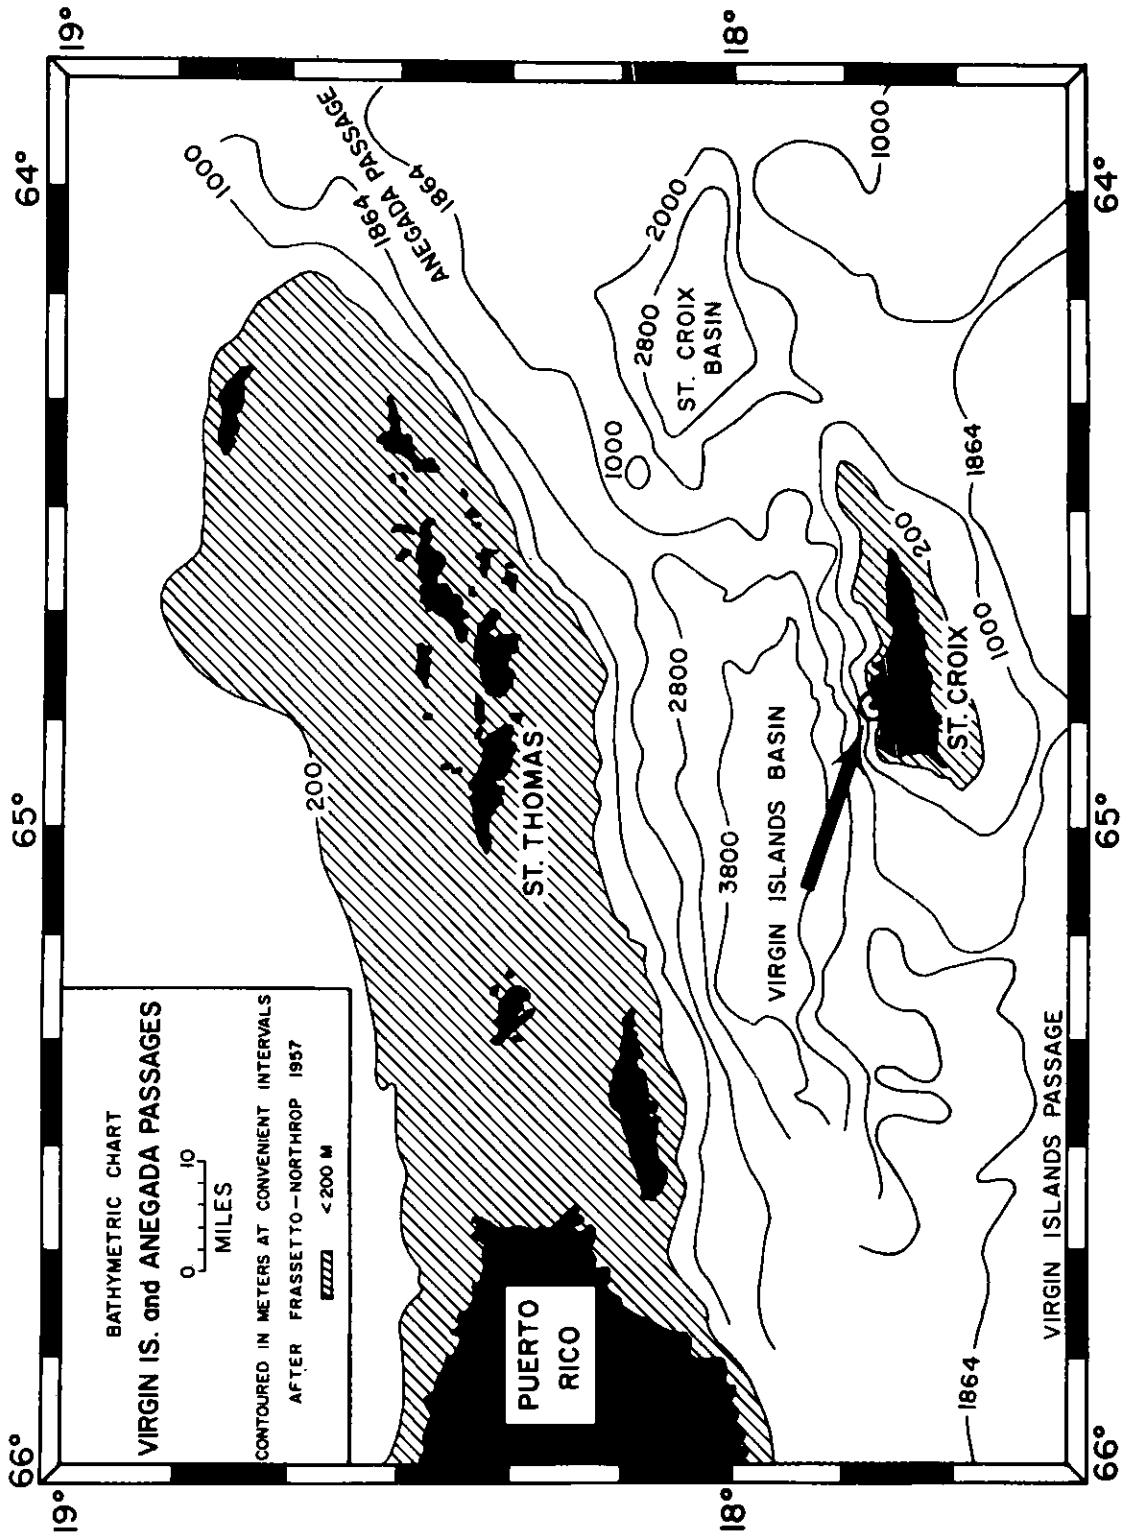 BATHYMETRIC CHART
VIRGIN IS. and ANEGADA PASSAGES
0 10
MILES
CONTOURED IN METERS AT CONVENIENT INTERVALS
AFTER FRASSETTO-NORTHROP 1957
<200 M
66°
65°
64°
19°
19°
18°
18°
66°
65°
64°
200
1000
1864
ANEGADA PASSAGE
1864
ST. THOMAS
PUERTO
RICO
2000
2800
ST. CROIX
BASIN
1000
2800
3800
VIRGIN ISLANDS BASIN
1000
1864
200
ST. CROIX
1000
1864
VIRGIN ISLANDS PASSAGE